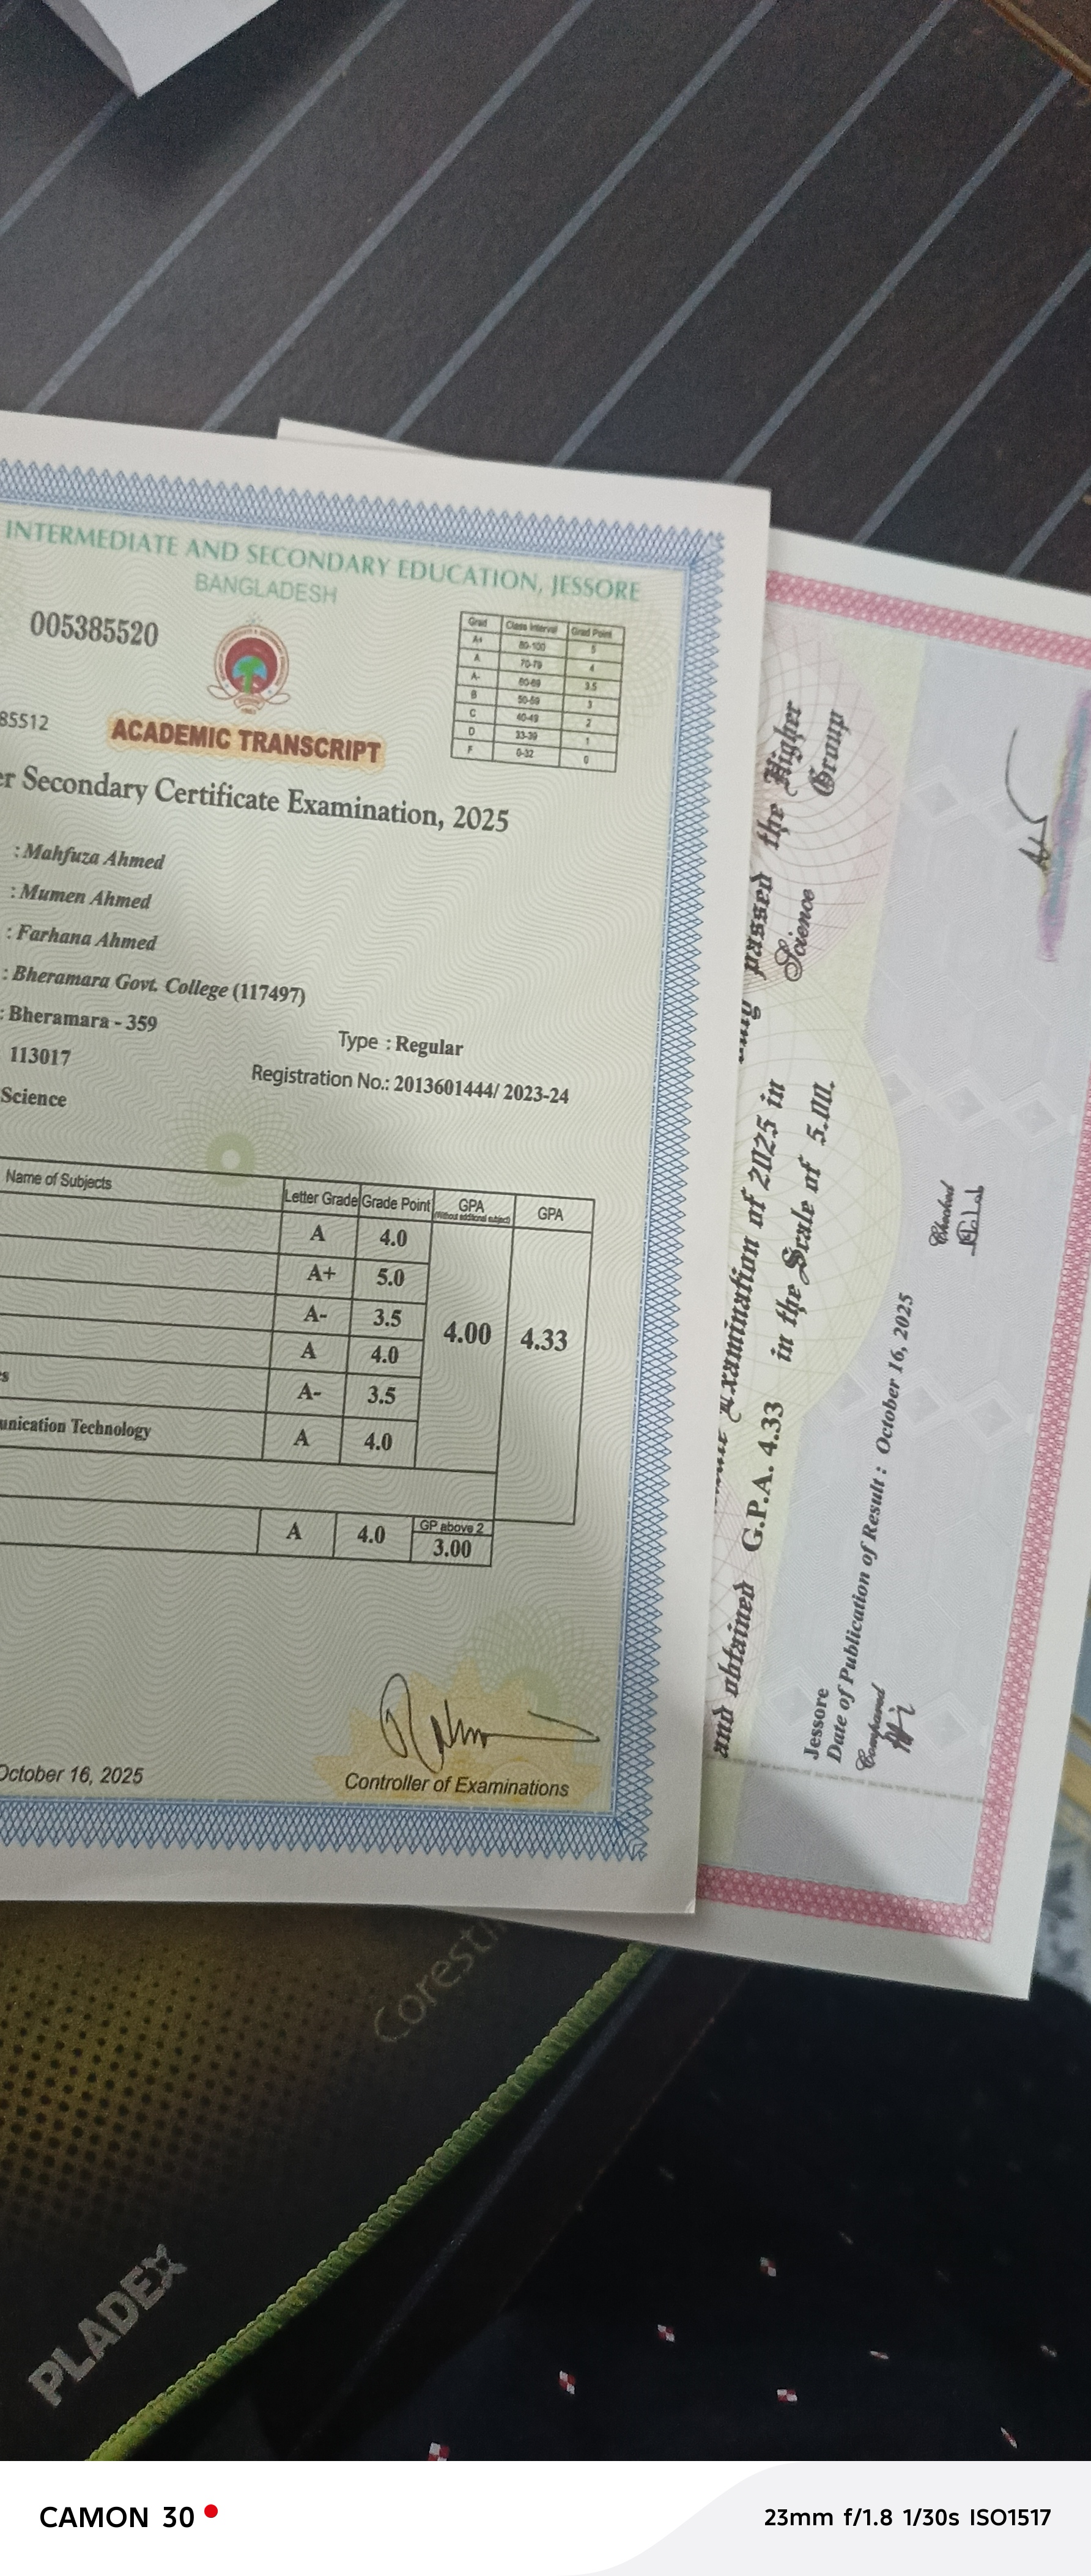 INTERMEDIATE AND SECONDARY EDUCATION, JESSORE
BANGLADESH
005385520
85512
ACADEMIC TRANSCRIPT
Grad Class Interval Grad Point
A+ 80-100 5
A 70-79 4
A- 60-69 3.5
B 50-59 3
C 40-49 2
D 33-39 1
F 0-32 0
er Secondary Certificate Examination, 2025
: Mahfuza Ahmed
: Mumen Ahmed
: Farhana Ahmed
: Bheramara Govt. College (117497)
: Bheramara - 359
113017 Type : Regular
Science Registration No.: 2013601444/ 2023-24
Name of Subjects Letter Grade Grade Point GPA (Without additional subject) GPA
A 4.0
A+ 5.0
A- 3.5 4.00 4.33
A 4.0
s A- 3.5
unication Technology A 4.0
A 4.0 GP above 2
3.00
October 16, 2025 Controller of Examinations
passed the Higher
Science Group
Examination of 2025 in
and obtained G.P.A. 4.33 in the Scale of 5.00.
Jessore
Date of Publication of Result : October 16, 2025
Compared Checked
Corest
PLADEX
CAMON 30 23mm f/1.8 1/30s ISO1517